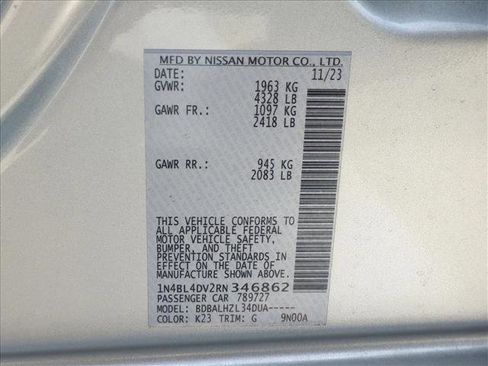 MFD BY NISSAN MOTOR CO., LTD.
DATE: 11/23
GVWR: 1963 KG
4328 LB
GAWR FR.: 1097 KG
2418 LB
GAWR RR.: 945 KG
2083 LB
THIS VEHICLE CONFORMS TO
ALL APPLICABLE FEDERAL
MOTOR VEHICLE SAFETY,
BUMPER, AND THEFT
PREVENTION STANDARDS IN
EFFECT ON THE DATE OF
MANUFACTURE SHOWN ABOVE.
1N4BL4DV2RN346862
PASSENGER CAR 789727
MODEL: BDBALHZL34DUA-----
COLOR: K23 TRIM: G 9N00A